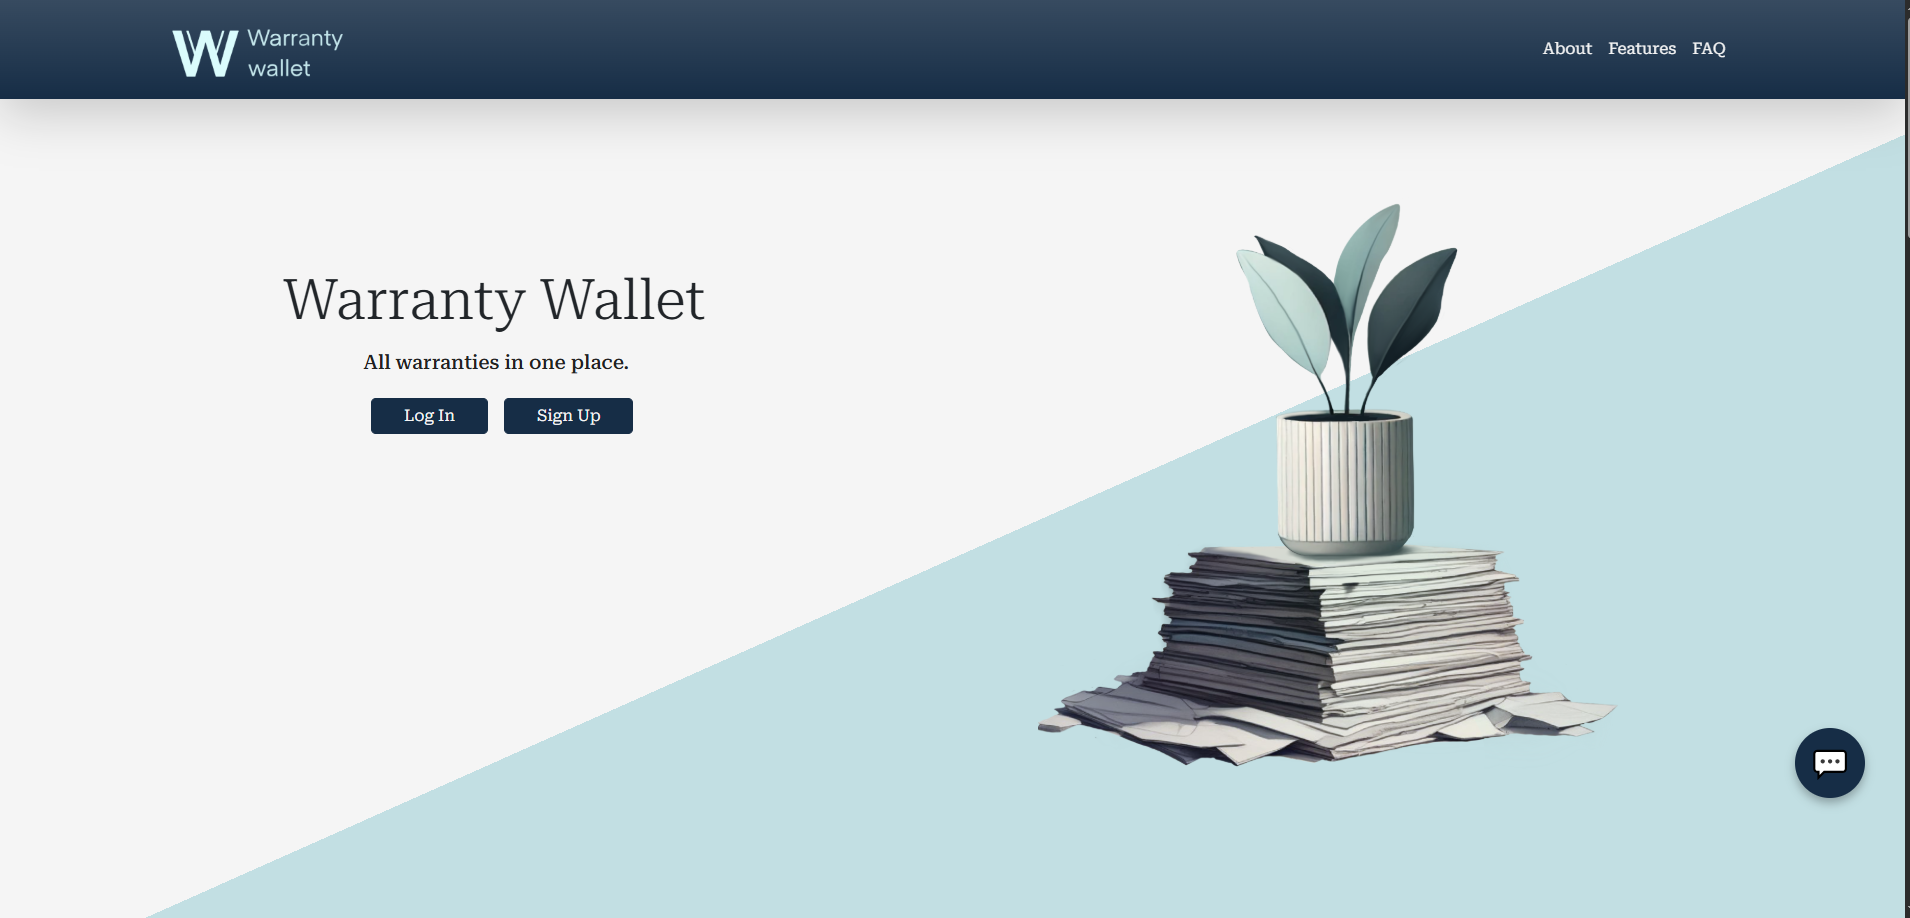 Warranty
wallet
About Features FAQ
Warranty Wallet
All warranties in one place.
Log In Sign Up